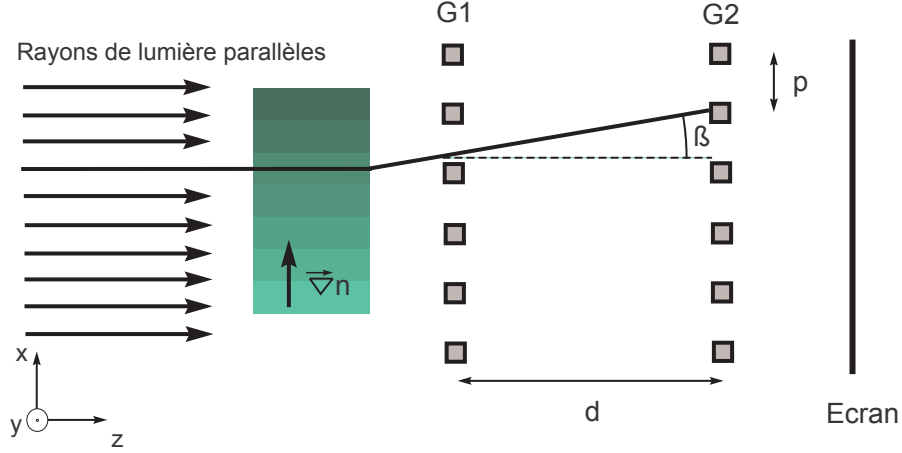 G1
G2
Rayons de lumière parallèles
p
ß
∇n
x
y
z
d
Ecran